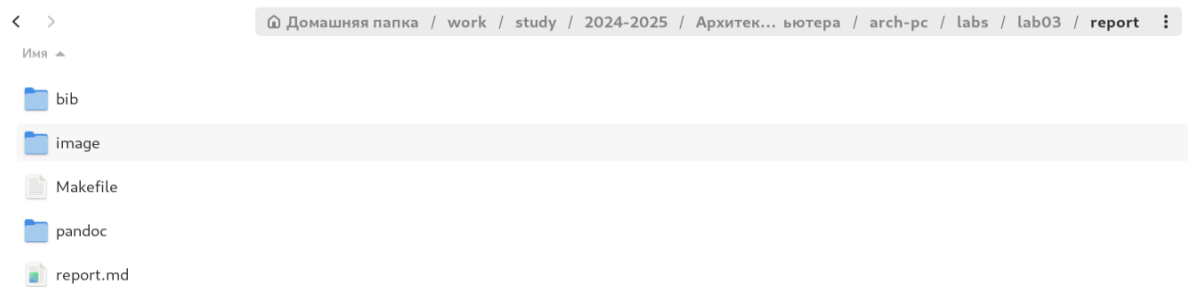 Домашняя папка / work / study / 2024-2025 / Архитек... ьютера / arch-pc / labs / lab03 / report
Имя
bib
image
Makefile
pandoc
report.md